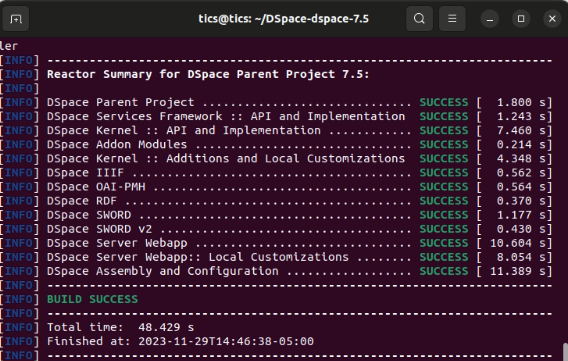 tics@tics: ~/DSpace-dspace-7.5
ler
[INFO] ------------------------------------------------------------------------
[INFO] Reactor Summary for DSpace Parent Project 7.5:
[INFO]
[INFO] DSpace Parent Project .............................. SUCCESS [  1.800 s]
[INFO] DSpace Services Framework :: API and Implementation  SUCCESS [  1.243 s]
[INFO] DSpace Kernel :: API and Implementation ............ SUCCESS [  7.460 s]
[INFO] DSpace Addon Modules ............................... SUCCESS [  0.214 s]
[INFO] DSpace Kernel :: Additions and Local Customizations  SUCCESS [  4.348 s]
[INFO] DSpace IIIF ........................................ SUCCESS [  0.562 s]
[INFO] DSpace OAI-PMH ..................................... SUCCESS [  0.564 s]
[INFO] DSpace RDF ......................................... SUCCESS [  0.370 s]
[INFO] DSpace SWORD ....................................... SUCCESS [  1.177 s]
[INFO] DSpace SWORD v2 .................................... SUCCESS [  0.430 s]
[INFO] DSpace Server Webapp ............................... SUCCESS [ 10.604 s]
[INFO] DSpace Server Webapp:: Local Customizations ........ SUCCESS [  8.054 s]
[INFO] DSpace Assembly and Configuration .................. SUCCESS [ 11.389 s]
[INFO] ------------------------------------------------------------------------
[INFO] BUILD SUCCESS
[INFO] ------------------------------------------------------------------------
[INFO] Total time:  48.429 s
[INFO] Finished at: 2023-11-29T14:46:38-05:00
[INFO] ------------------------------------------------------------------------